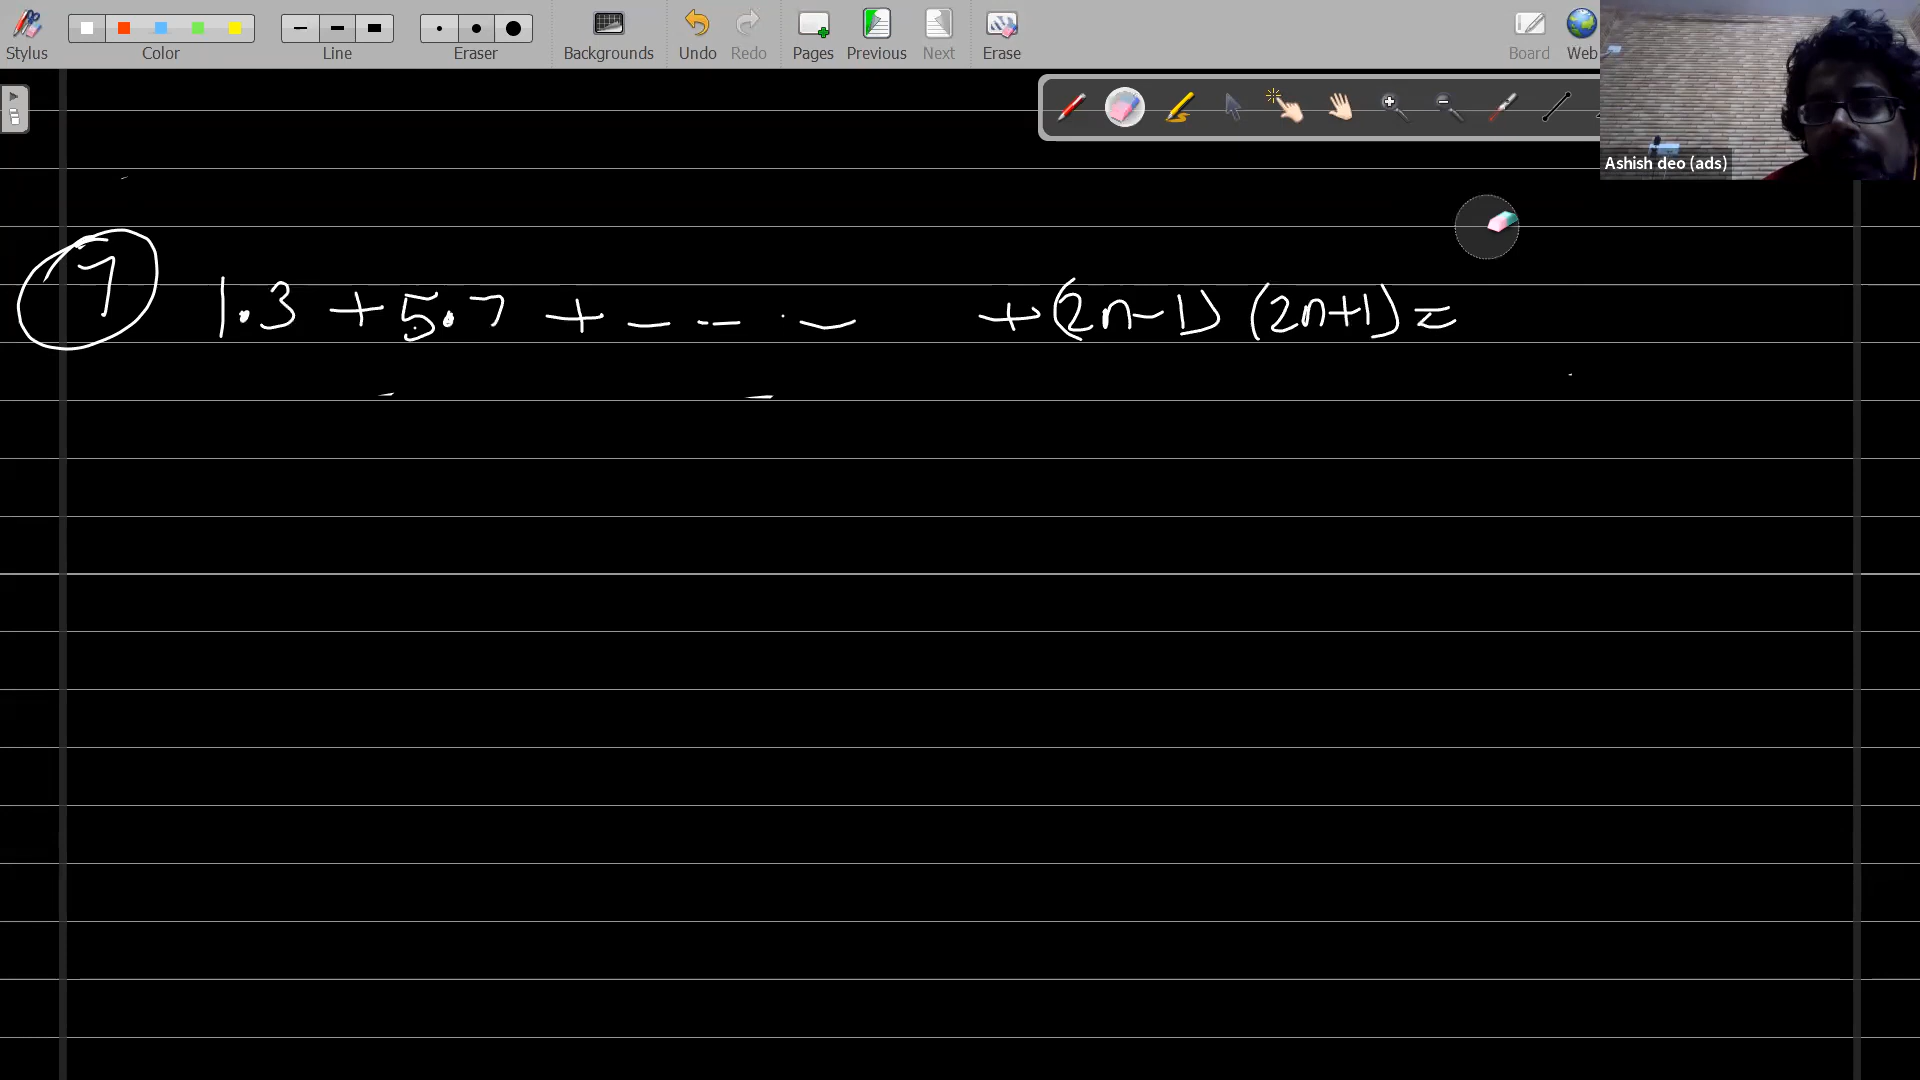 Stylus Color Line Eraser Backgrounds Undo Redo Pages Previous Next Erase Board Web
Ashish deo (ads)
7 1.3 + 5.7 + - - - - + (2n-1) (2n+1) =